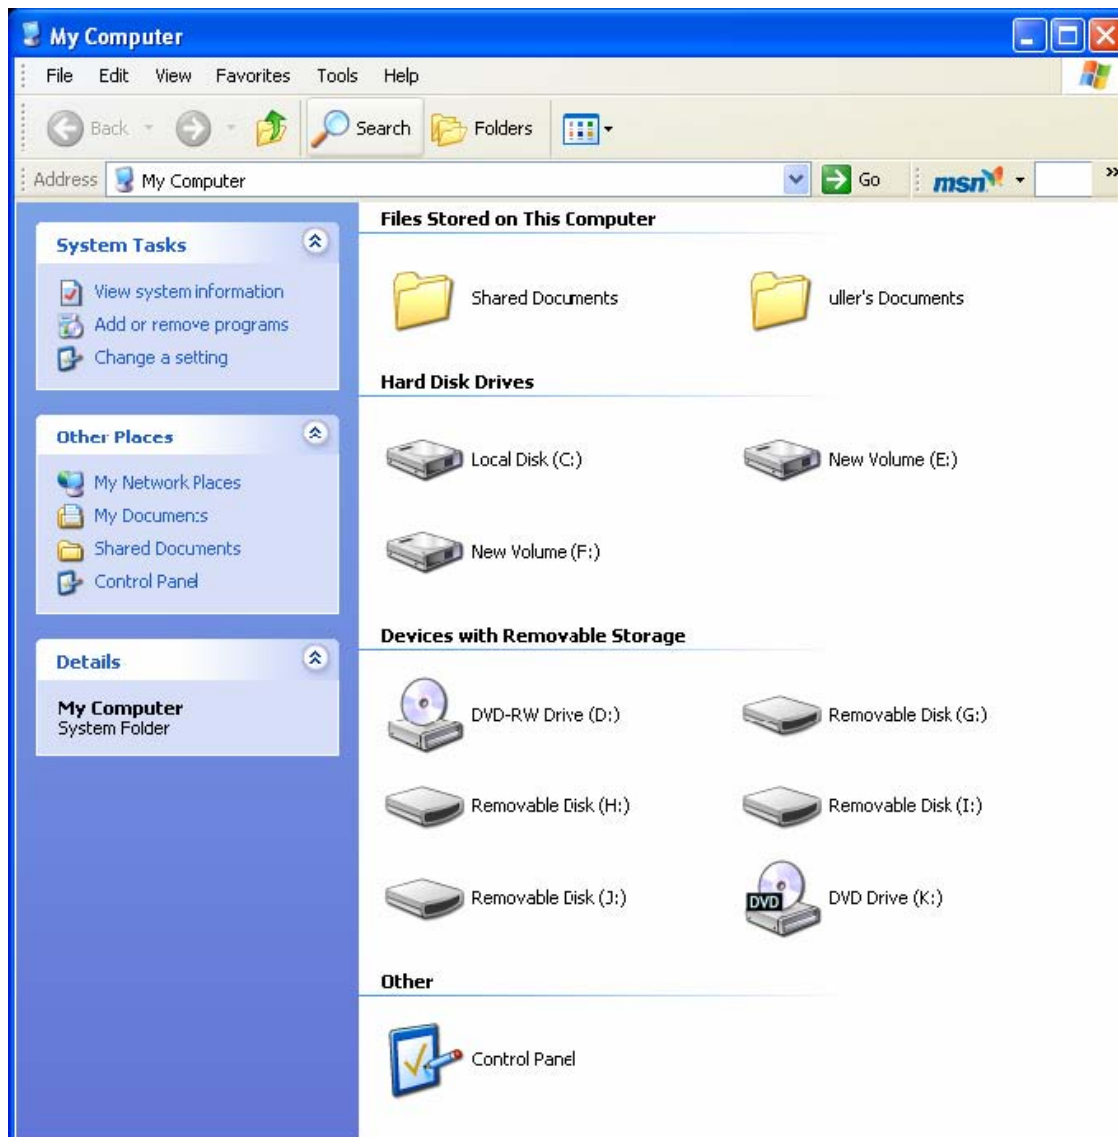 My Computer
File Edit View Favorites Tools Help
Back Search Folders
Address My Computer Go msn »
System Tasks
View system information
Add or remove programs
Change a setting
Other Places
My Network Places
My Documents
Shared Documents
Control Panel
Details
My Computer
System Folder
Files Stored on This Computer
Shared Documents uller's Documents
Hard Disk Drives
Local Disk (C:) New Volume (E:)
New Volume (F:)
Devices with Removable Storage
DVD-RW Drive (D:) Removable Disk (G:)
Removable Disk (H:) Removable Disk (I:)
Removable Disk (J:) DVD DVD Drive (K:)
Other
Control Panel